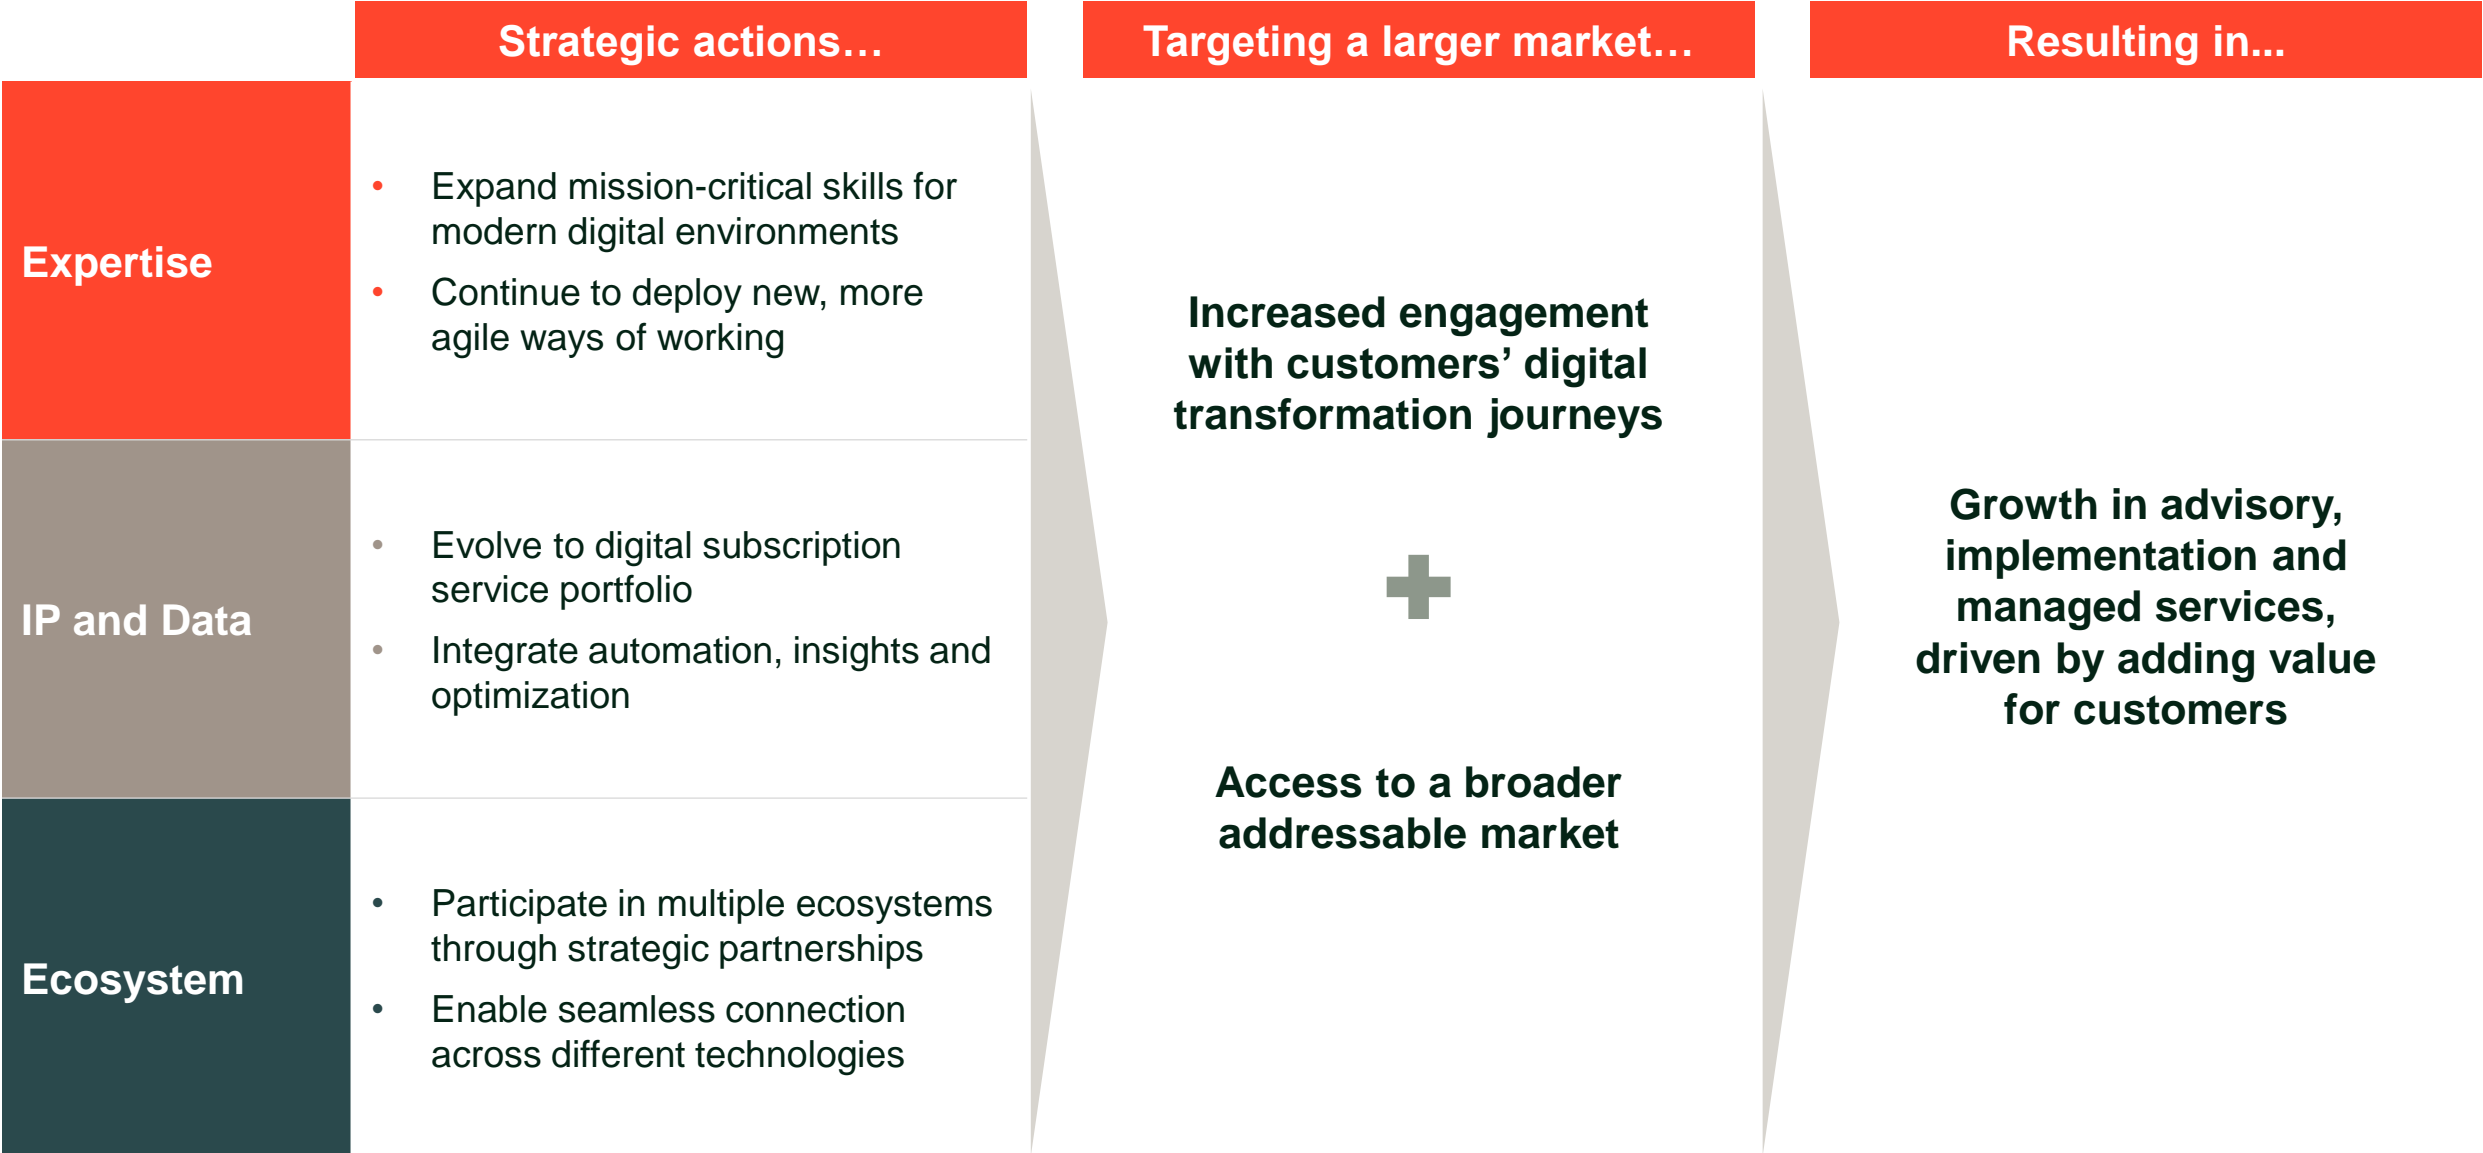 Strategic actions…
Targeting a larger market…
Resulting in...
Expertise
• Expand mission-critical skills for
modern digital environments
• Continue to deploy new, more
agile ways of working
IP and Data
• Evolve to digital subscription
service portfolio
• Integrate automation, insights and
optimization
Ecosystem
• Participate in multiple ecosystems
through strategic partnerships
• Enable seamless connection
across different technologies
Increased engagement
with customers’ digital
transformation journeys
Access to a broader
addressable market
Growth in advisory,
implementation and
managed services,
driven by adding value
for customers